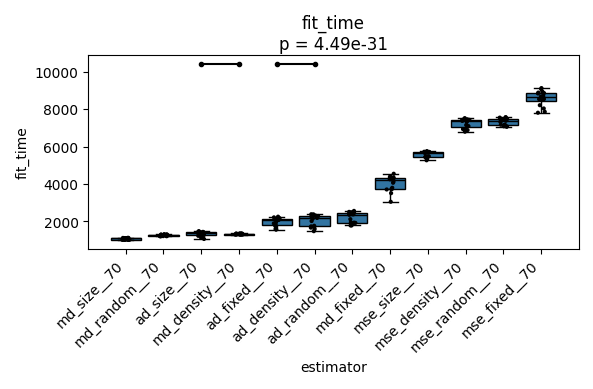 fit_time
p = 4.49e-31
10000
8000
6000
4000
2000
fit_time
md_size__70
md_random__70
ad_size__70
md_density__70
ad_fixed__70
ad_density__70
ad_random__70
md_fixed__70
mse_size__70
mse_density__70
mse_random__70
mse_fixed__70
estimator